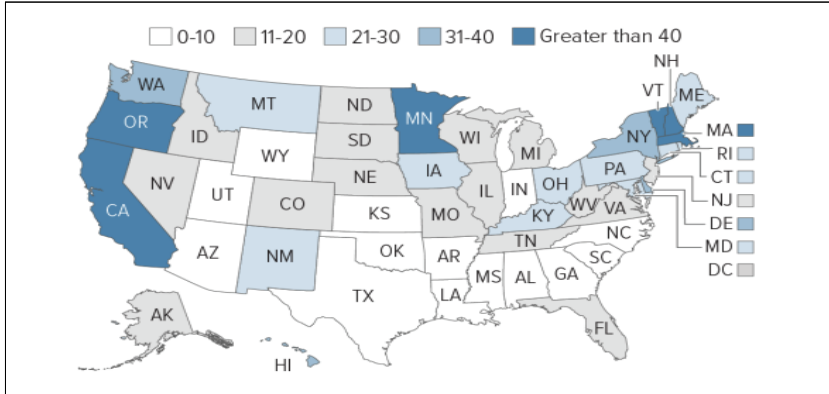 0-10 11-20 21-30 31-40 Greater than 40
NH
VT
ME
WA
MT
ND
MN
OR
ID
SD
WI
NY
MA
MI
RI
WY
IA
PA
CT
NE
NV
IL
IN
OH
NJ
UT
CO
WV
VA
CA
KS
MO
KY
DE
NC
MD
TN
AZ
NM
OK
AR
SC
DC
MS
AL
GA
TX
LA
AK
FL
HI